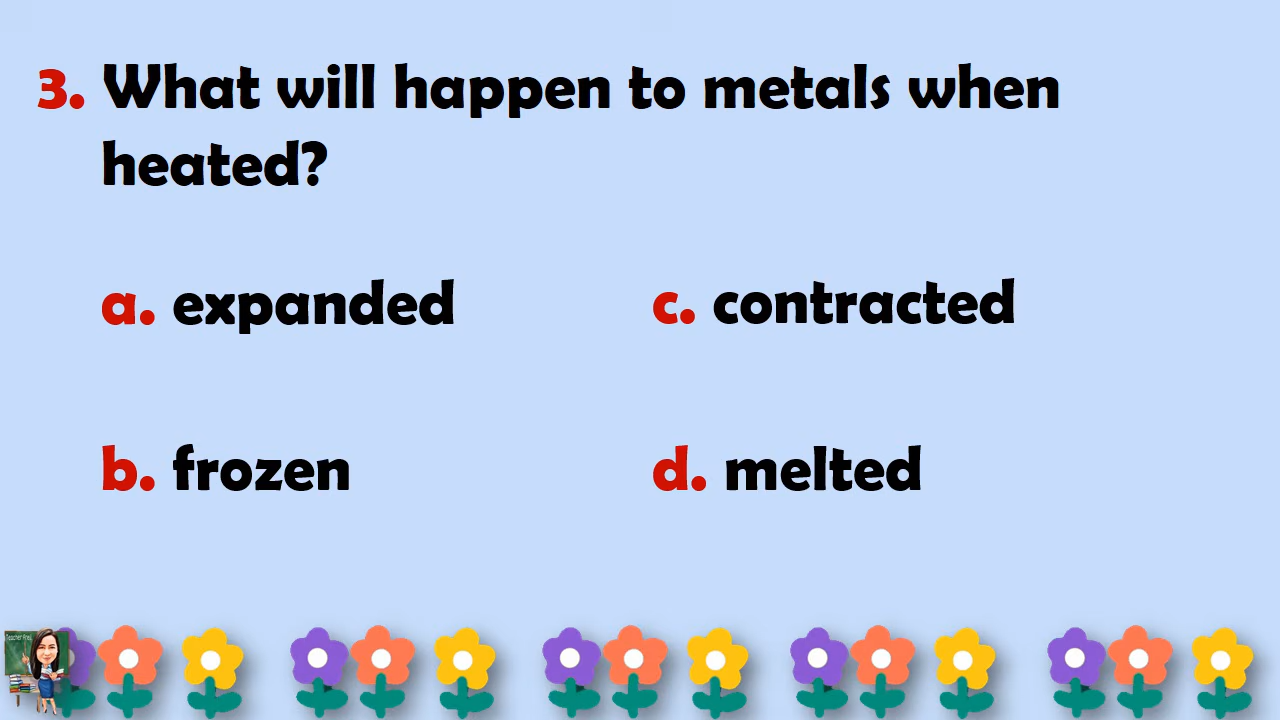 3. What will happen to metals when
heated?
a. expanded
c. contracted
b. frozen
d. melted